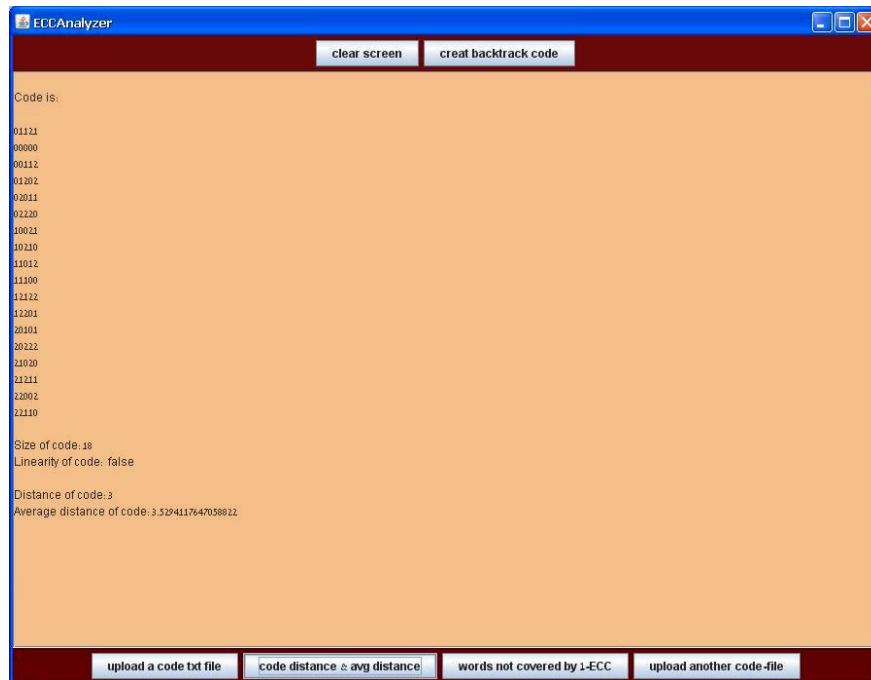 ECCAnalyzer
clear screen creat backtrack code
Code is:
01121
00000
00112
01202
02011
02220
10021
10210
11012
11100
12122
12201
20101
20222
21020
21211
22002
22110
Size of code: 18
Linearity of code: false
Distance of code: 3
Average distance of code: 3.5294117647058822
upload a code txt file code distance & avg distance words not covered by 1-ECC upload another code-file